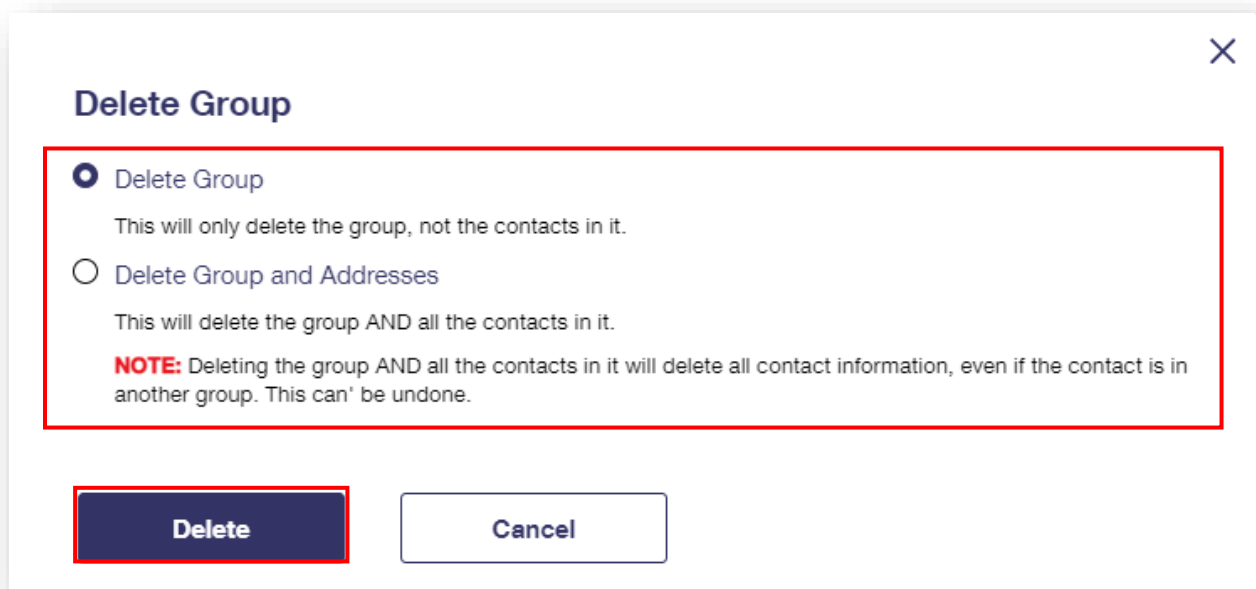 Delete Group
Delete Group
This will only delete the group, not the contacts in it.
Delete Group and Addresses
This will delete the group AND all the contacts in it.
NOTE: Deleting the group AND all the contacts in it will delete all contact information, even if the contact is in
another group. This can' be undone.
Delete
Cancel